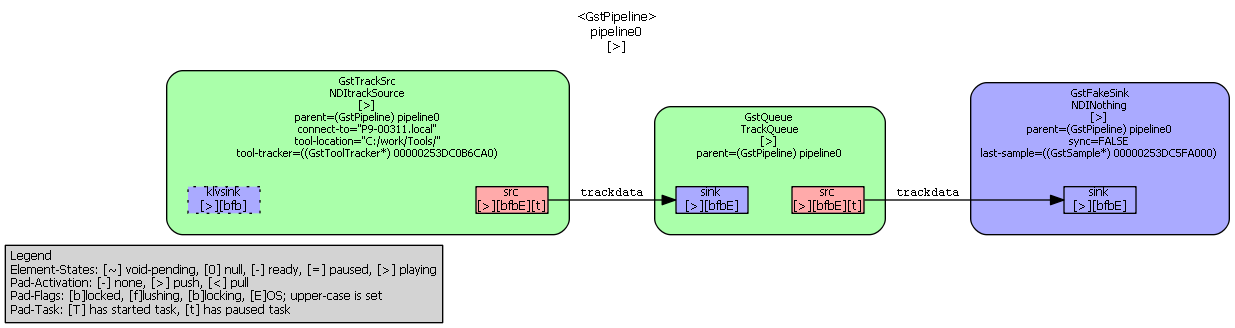 <GstPipeline>
pipeline0
[>]
GstTrackSrc
NDItrackSource
[>]
parent=(GstPipeline) pipeline0
connect-to="P9-00311.local"
tool-location="C:/work/Tools/"
tool-tracker=((GstToolTracker*) 00000253DC0B6CA0)
klvsink
[>][bfb]
src
[>][bfbE][t]
trackdata
GstQueue
TrackQueue
[>]
parent=(GstPipeline) pipeline0
sink
[>][bfbE]
src
[>][bfbE][t]
trackdata
GstFakeSink
NDINothing
[>]
parent=(GstPipeline) pipeline0
sync=FALSE
last-sample=((GstSample*) 00000253DC5FA000)
sink
[>][bfbE]
Legend
Element-States: [~] void-pending, [0] null, [-] ready, [=] paused, [>] playing
Pad-Activation: [-] none, [>] push, [<] pull
Pad-Flags: [b]locked, [f]lushing, [b]locking, [E]OS; upper-case is set
Pad-Task: [T] has started task, [t] has paused task